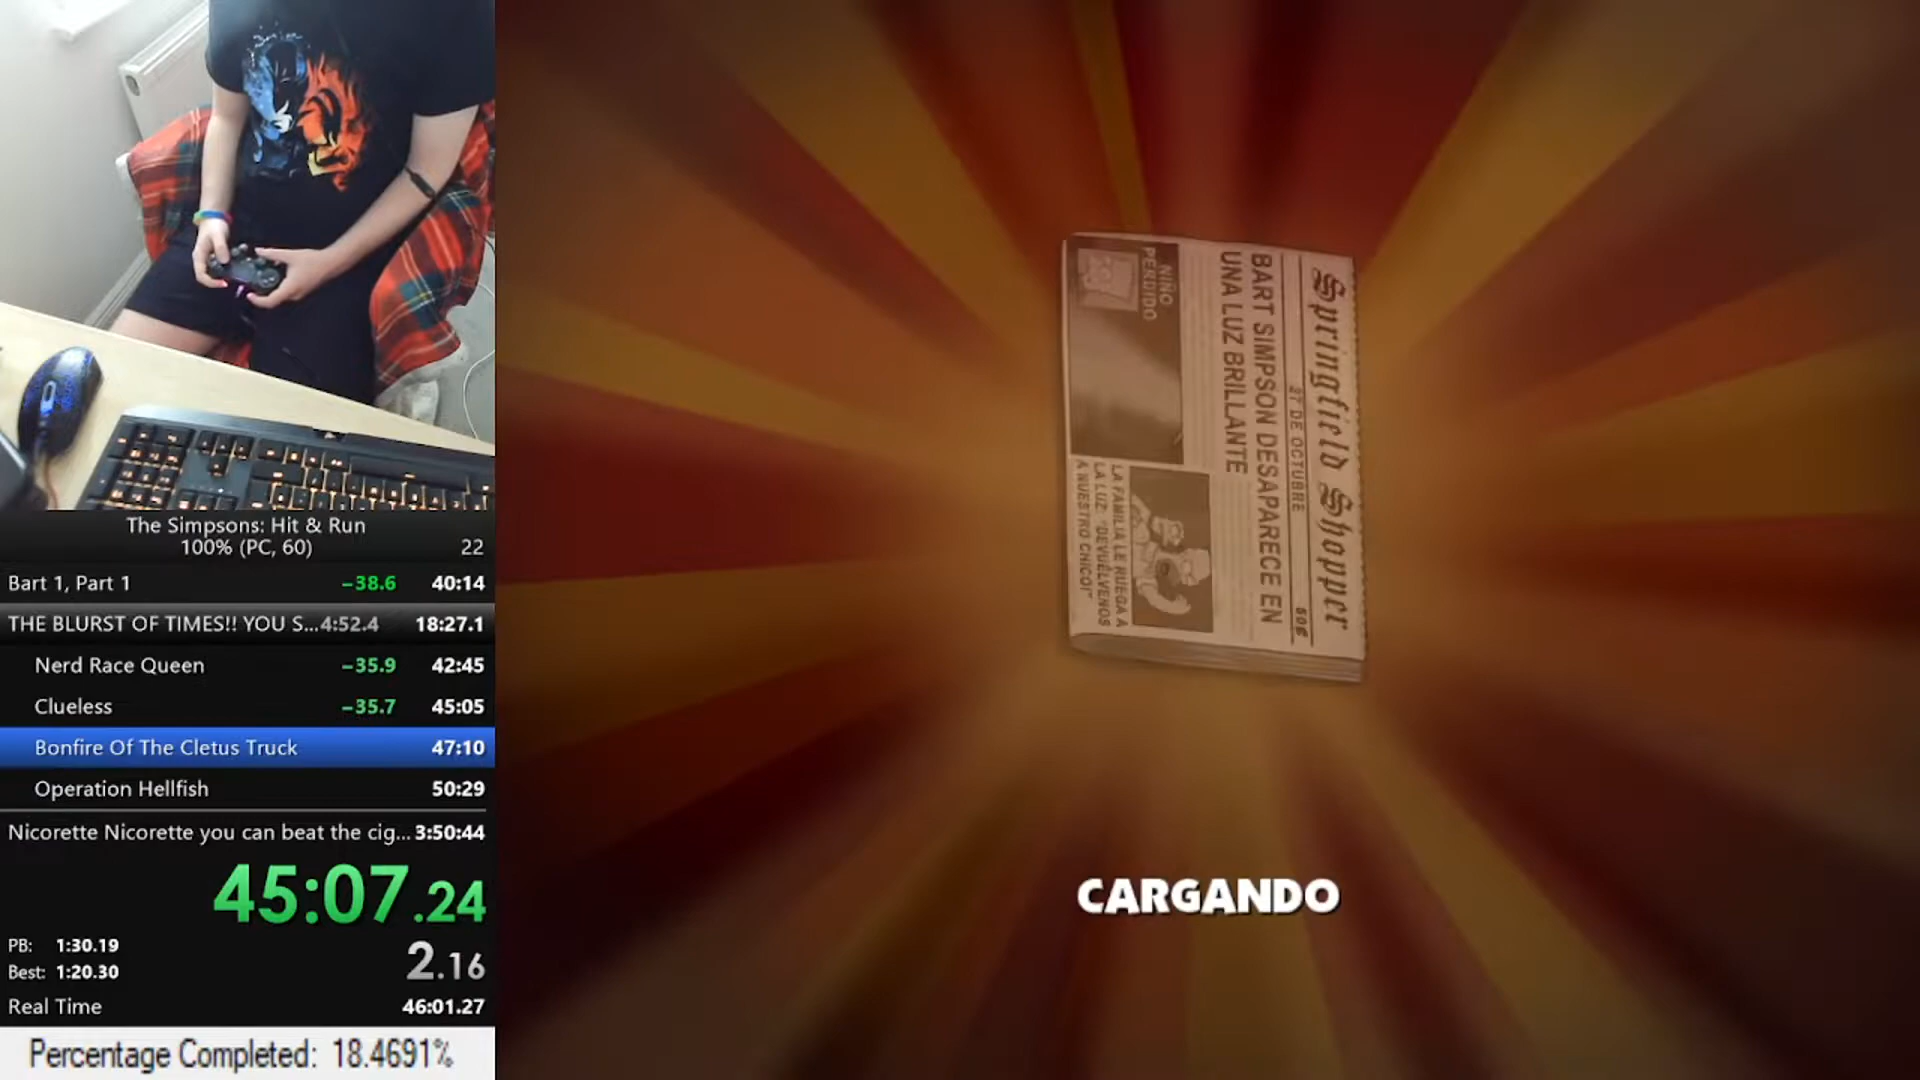 The Simpsons: Hit & Run
100% (PC, 60) 22
Bart 1, Part 1 −38.6 40:14
THE BLURST OF TIMES!! YOU S...4:52.4 18:27.1
Nerd Race Queen −35.9 42:45
Clueless −35.7 45:05
Bonfire Of The Cletus Truck 47:10
Operation Hellfish 50:29
Nicorette Nicorette you can beat the cig... 3:50:44
45:07.24
PB: 1:30.19
2.16
Best: 1:20.30
Real Time 46:01.27
Percentage Completed: 18.4691%
Springfield Shopper
27 DE OCTUBRE 50¢
BART SIMPSON DESAPARECE EN
UNA LUZ BRILLANTE
NIÑO
PERDIDO
LA FAMILIA LE RUEGA A
LA LUZ: "DEVUÉLVENOS
A NUESTRO CHICO!"
CARGANDO